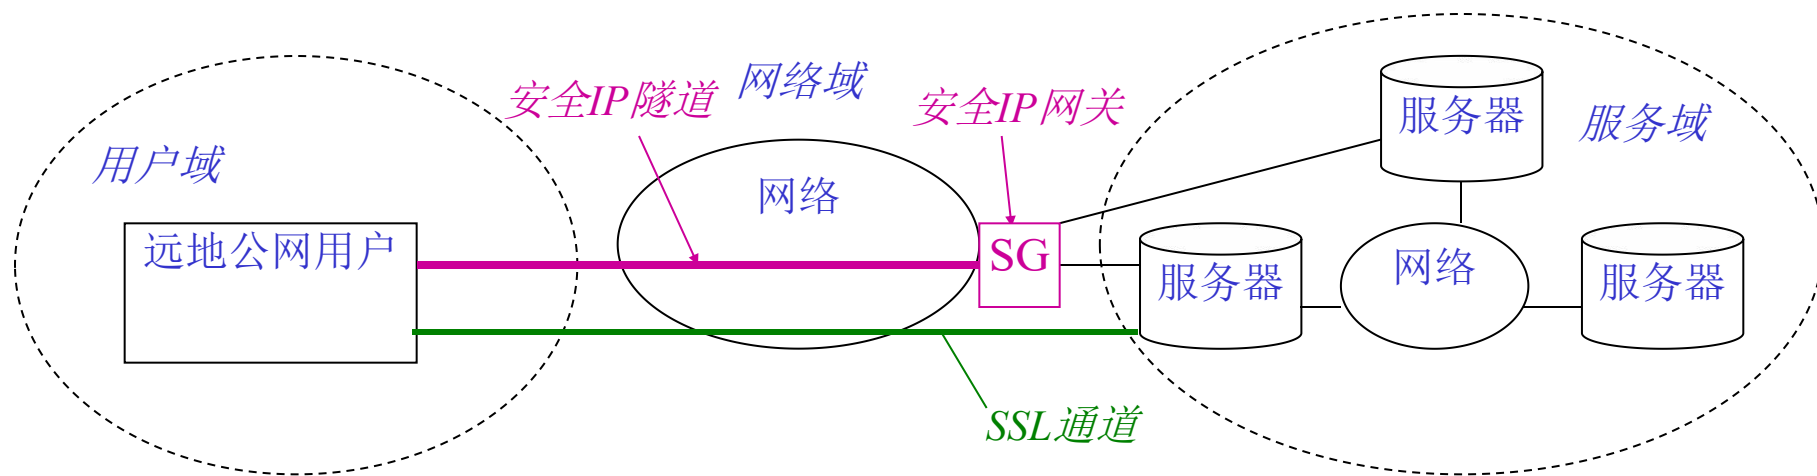 用户域
远地公网用户
安全IP隧道
网络域
网络
安全IP网关
SG
SSL通道
服务域
服务器
服务器
网络
服务器